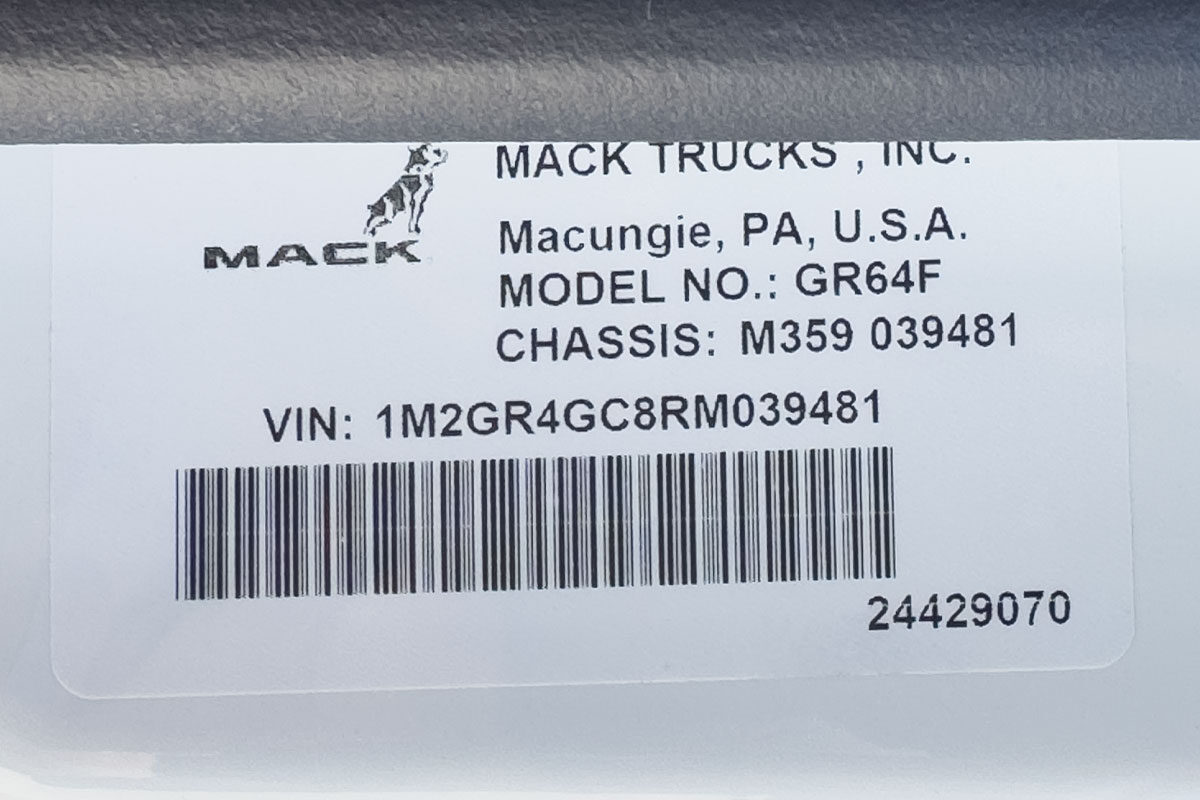 MACK TRUCKS , INC.
MACK
Macungie, PA, U.S.A.
MODEL NO.: GR64F
CHASSIS: M359 039481
VIN: 1M2GR4GC8RM039481
24429070